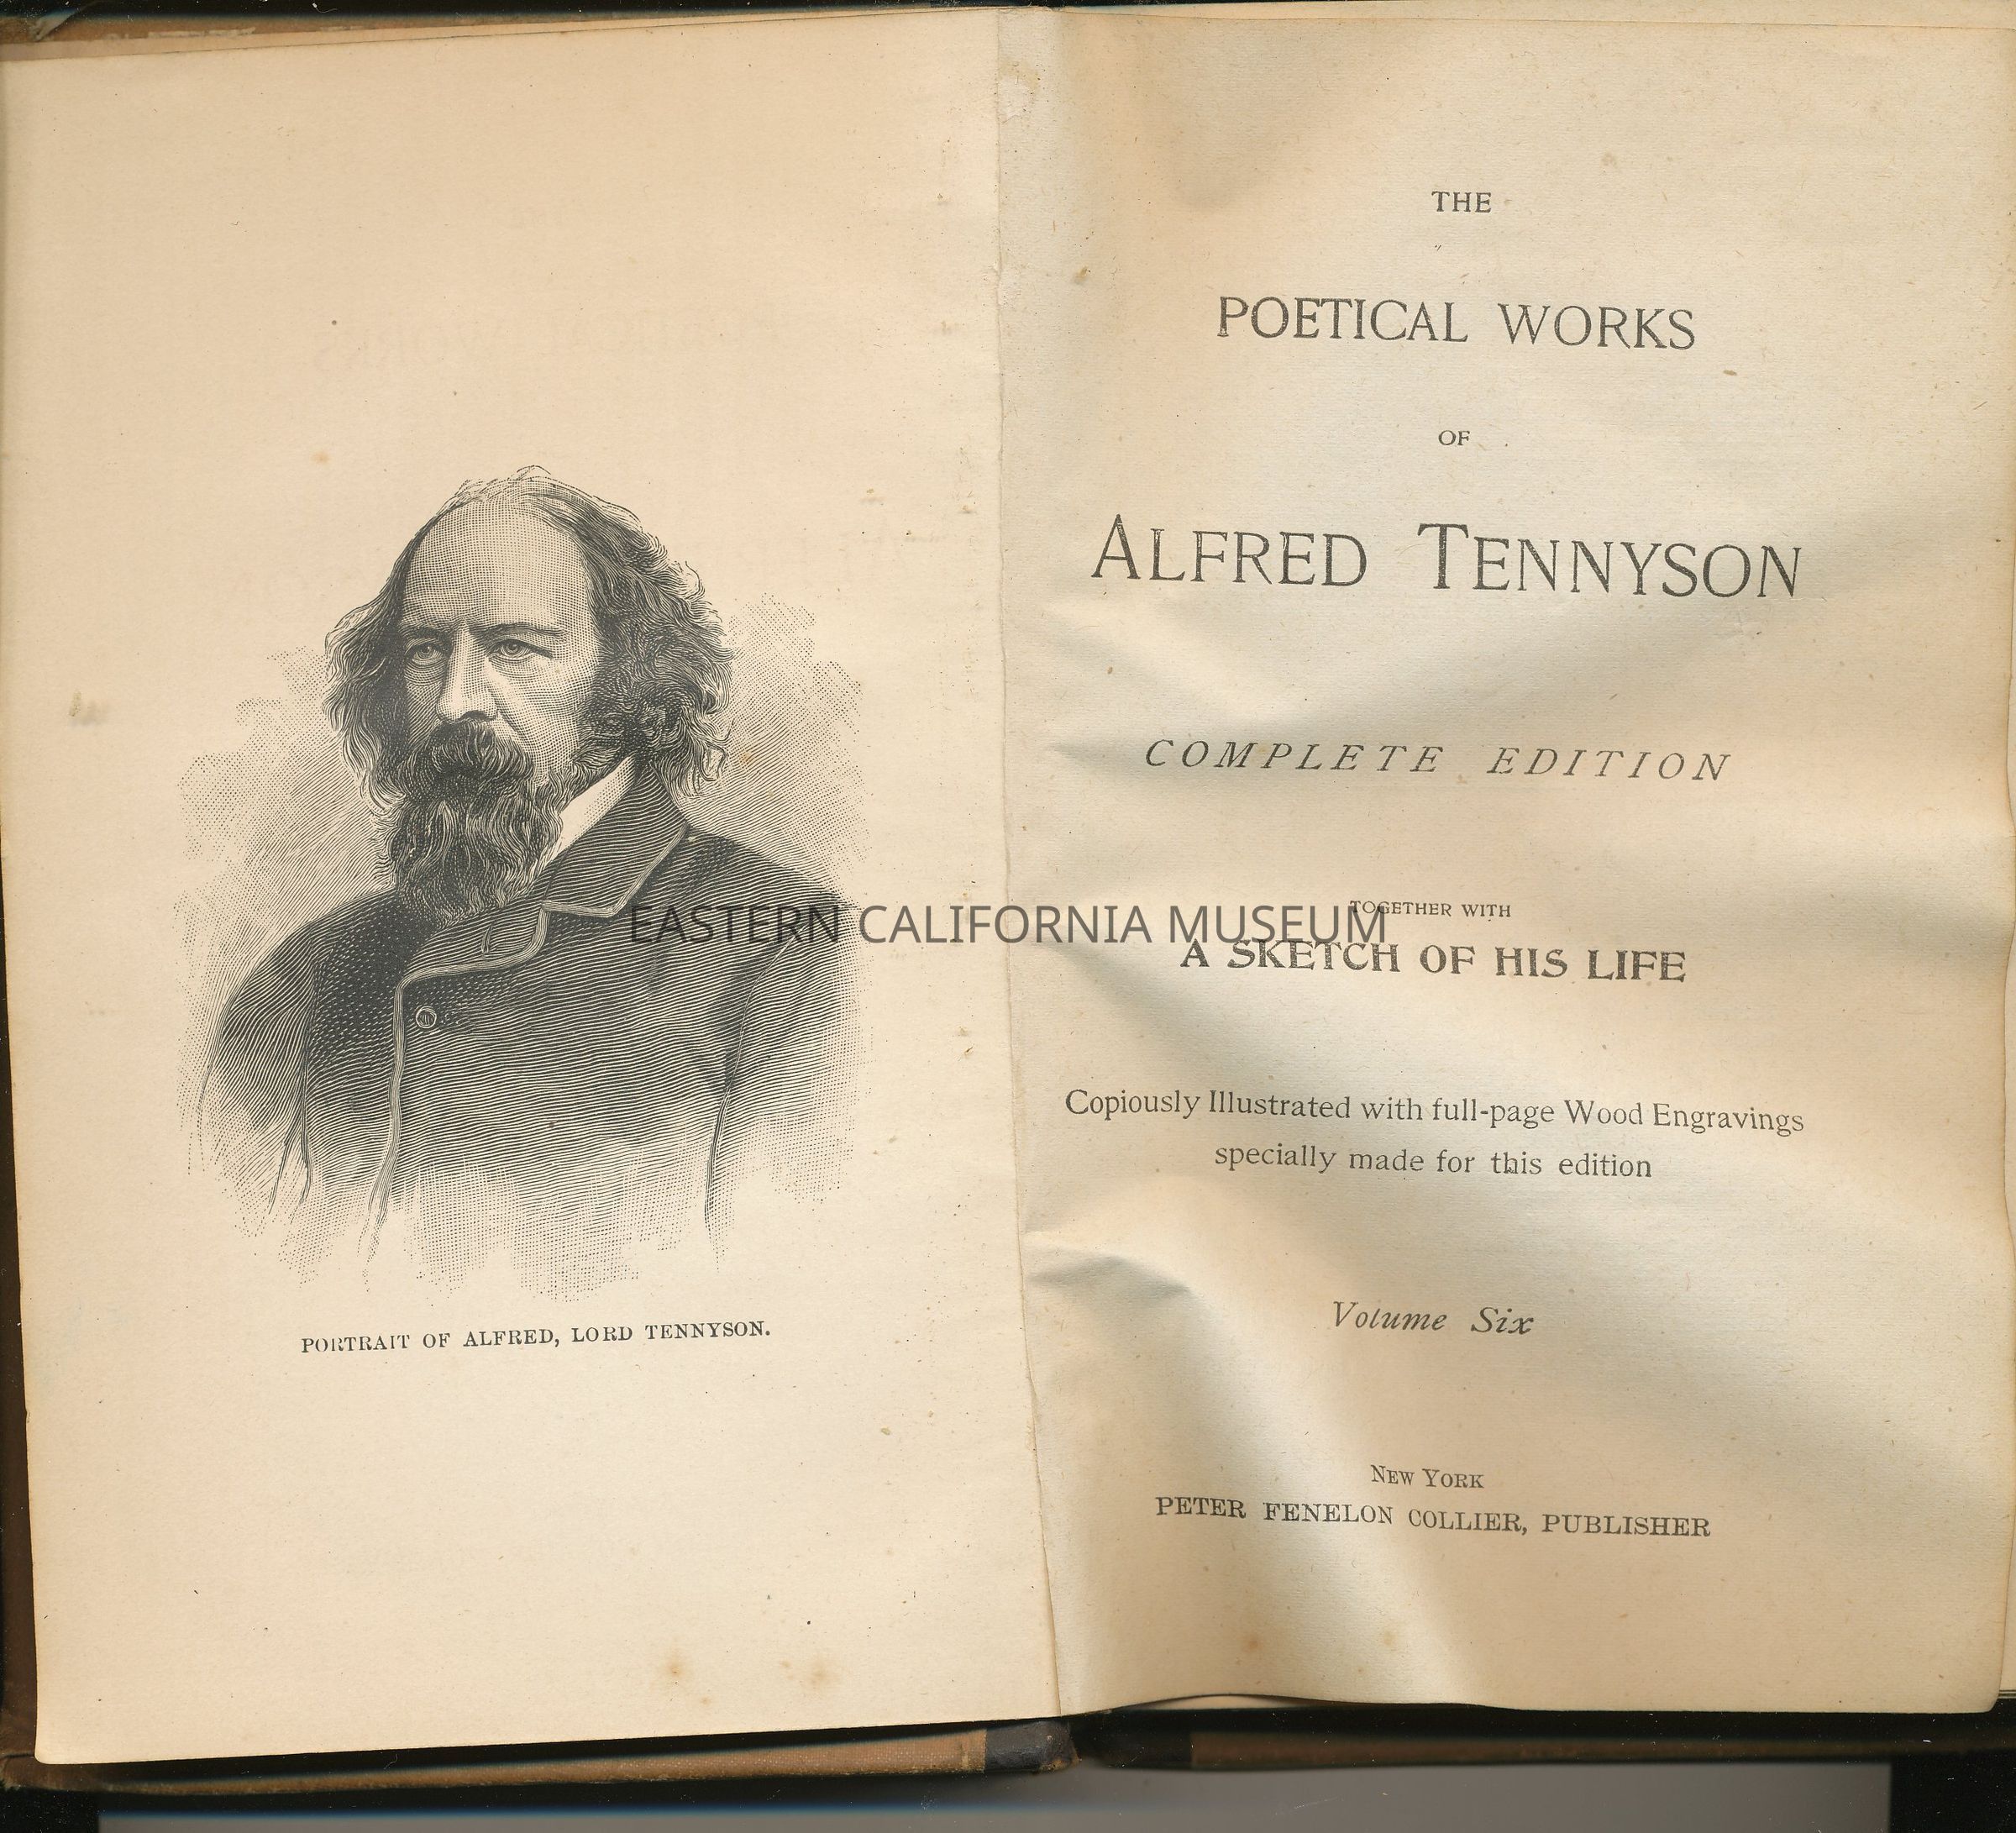 PORTRAIT OF ALFRED, LORD TENNYSON.
THE
POETICAL WORKS
OF
ALFRED TENNYSON
COMPLETE EDITION
TOGETHER WITH
A SKETCH OF HIS LIFE
Copiously Illustrated with full-page Wood Engravings
specially made for this edition
Volume Six
NEW YORK
PETER FENELON COLLIER, PUBLISHER
EASTERN CALIFORNIA MUSEUM